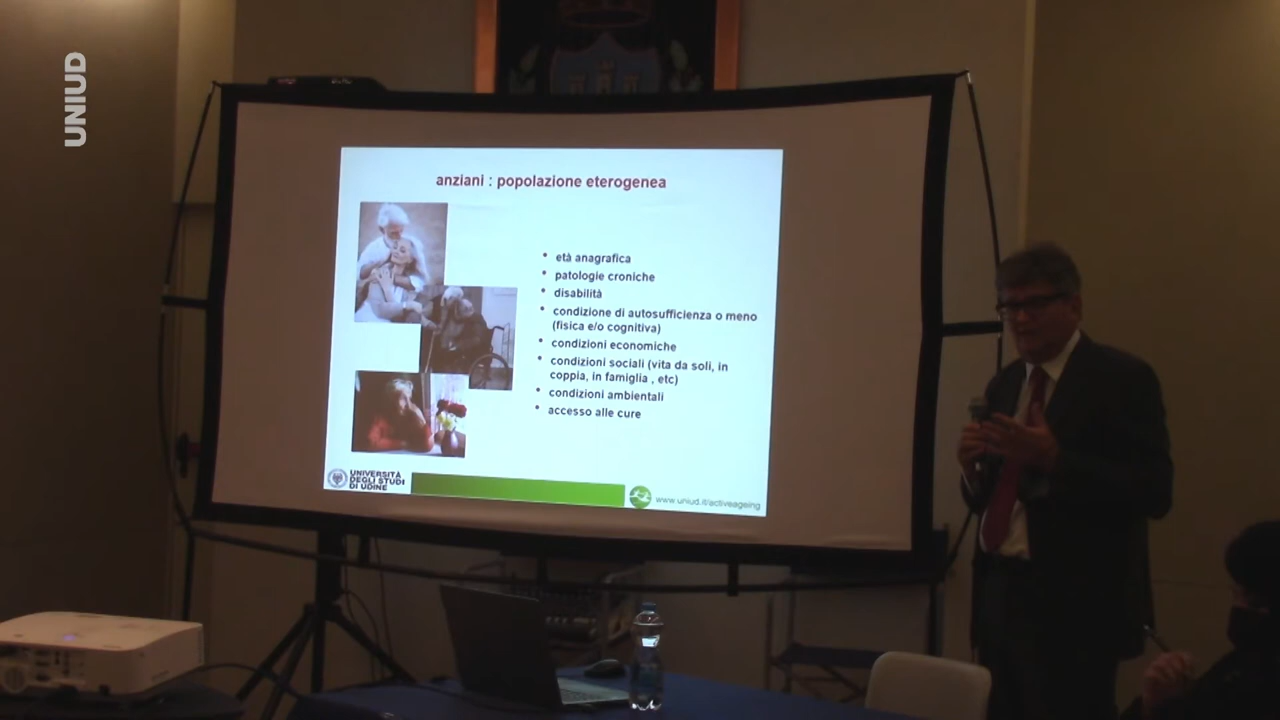 UNIUD
anziani : popolazione eterogenea
• età anagrafica
• patologie croniche
• disabilità
• condizione di autosufficienza o meno
(fisica e/o cognitiva)
• condizioni economiche
• condizioni sociali (vita da soli, in
coppia, in famiglia , etc)
• condizioni ambientali
• accesso alle cure
UNIVERSITÀ
DEGLI STUDI
DI UDINE
www.uniud.it/activeageing